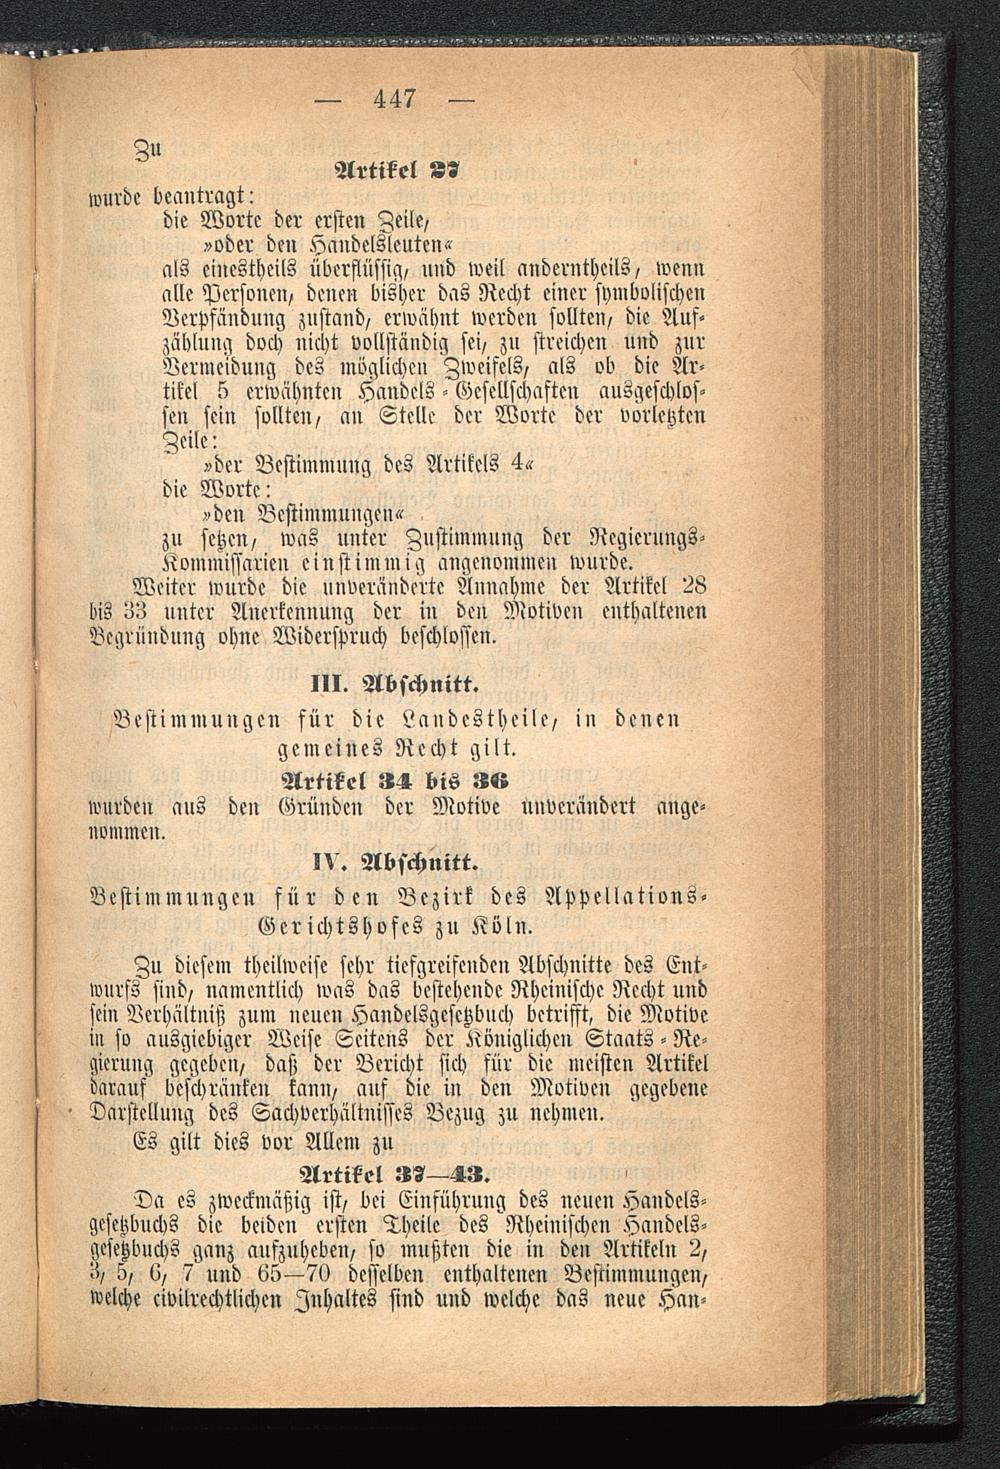 — 447 —
Zu
Artikel 27
wurde beantragt:
die Worte der ersten Zeile,
»oder den Handelsleuten«
als einestheils überflüssig, und weil anderntheils, wenn
alle Personen, denen bisher das Recht einer symbolischen
Verpfändung zustand, erwähnt werden sollten, die Auf-
zählung doch nicht vollständig sei, zu streichen und zur
Vermeidung des möglichen Zweifels, als ob die Ar-
tikel 5 erwähnten Handels-Gesellschaften ausgeschlos-
sen sein sollten, an Stelle der Worte der vorletzten
Zeile:
»der Bestimmung des Artikels 4«
die Worte:
»den Bestimmungen«
zu setzen, was unter Zustimmung der Regierungs-
Kommissarien einstimmig angenommen wurde.
Weiter wurde die unveränderte Annahme der Artikel 28
bis 33 unter Anerkennung der in den Motiven enthaltenen
Begründung ohne Widerspruch beschlossen.
III. Abschnitt.
Bestimmungen für die Landestheile, in denen
gemeines Recht gilt.
Artikel 34 bis 36
wurden aus den Gründen der Motive unverändert ange-
nommen.
IV. Abschnitt.
Bestimmungen für den Bezirk des Appellations-
Gerichtshofes zu Köln.
Zu diesem theilweise sehr tiefgreifenden Abschnitte des Ent-
wurfs sind, namentlich was das bestehende Rheinische Recht und
sein Verhältniß zum neuen Handelsgesetzbuch betrifft, die Motive
in so ausgiebiger Weise Seitens der Königlichen Staats-Re-
gierung gegeben, daß der Bericht sich für die meisten Artikel
darauf beschränken kann, auf die in den Motiven gegebene
Darstellung des Sachverhältnisses Bezug zu nehmen.
Es gilt dies vor Allem zu
Artikel 37—43.
Da es zweckmäßig ist, bei Einführung des neuen Handels-
gesetzbuchs die beiden ersten Theile des Rheinischen Handels-
gesetzbuchs ganz aufzuheben, so mußten die in den Artikeln 2,
3, 5, 6, 7 und 65—70 desselben enthaltenen Bestimmungen,
welche civilrechtlichen Inhaltes sind und welche das neue Han-